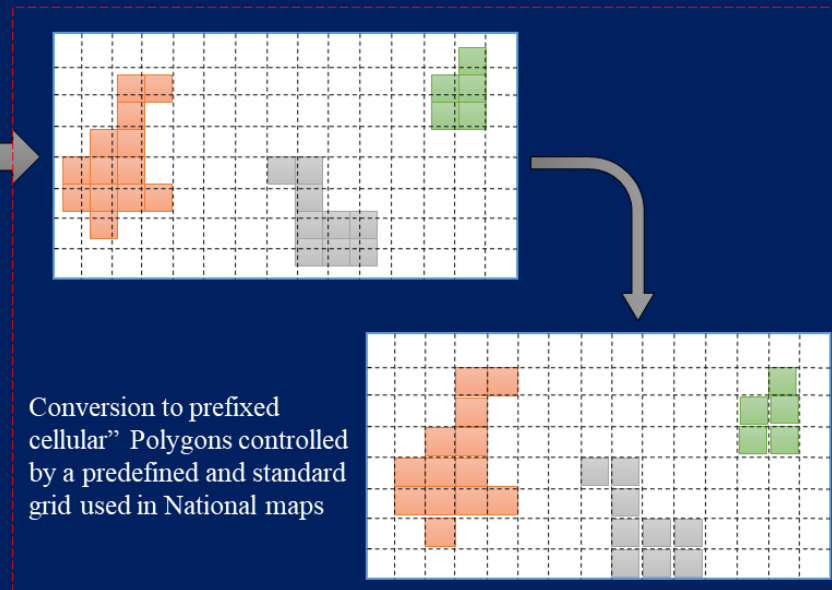 Conversion to prefixed
cellular” Polygons controlled
by a predefined and standard
grid used in National maps